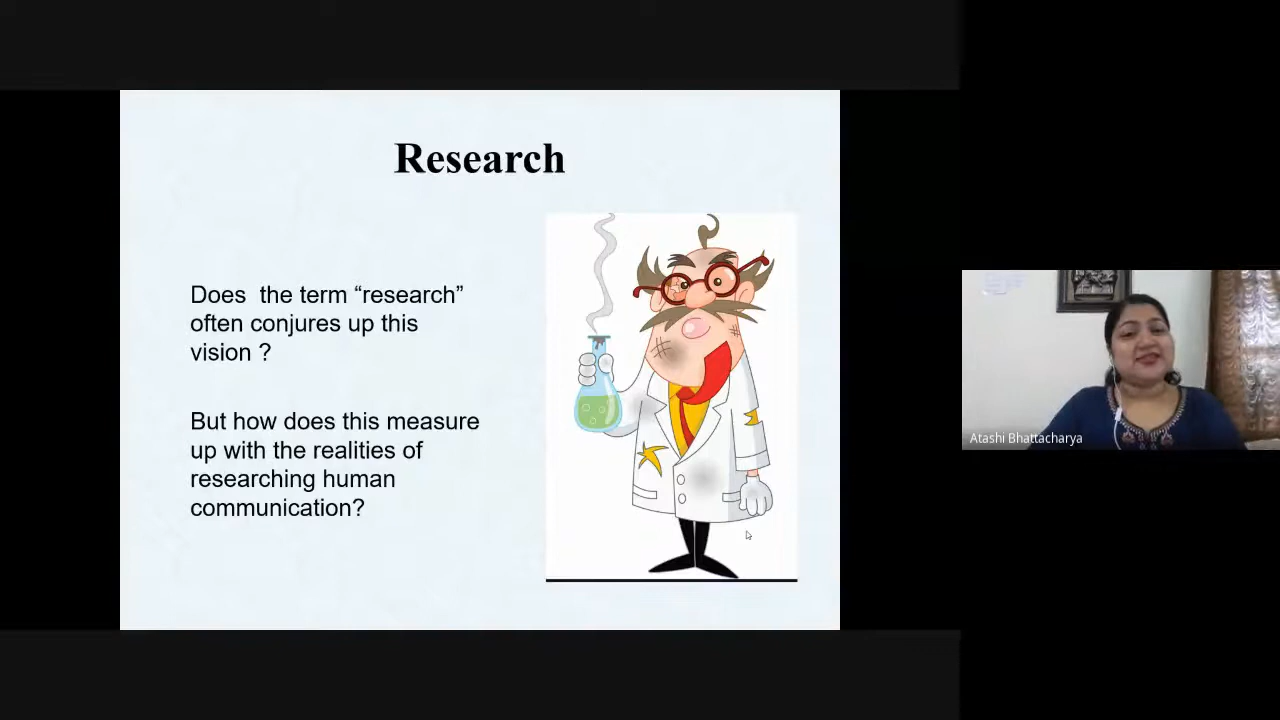 Research
Does  the term “research”
often conjures up this
vision ?
But how does this measure
up with the realities of
researching human
communication?
Atashi Bhattacharya